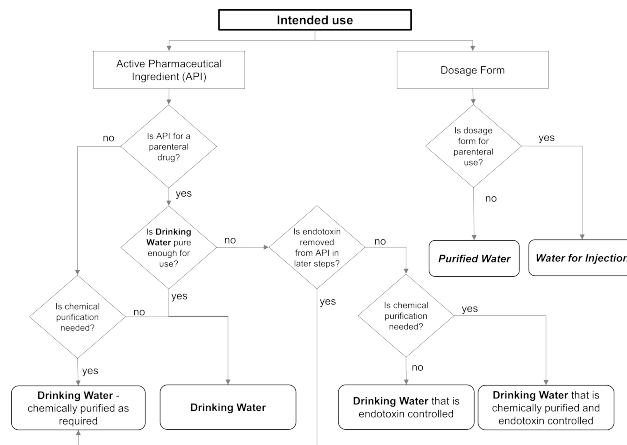 Intended use
Active Pharmaceutical
Ingredient (API)
Dosage Form
Is API for a
parenteral
drug?
no
yes
Is dosage
form for
parenteral
use?
yes
no
Is Drinking
Water pure
enough for
use?
no
yes
Is endotoxin
removed
from API in
later steps?
no
yes
Purified Water
Water for Injection
Is chemical
purification
needed?
no
yes
Is chemical
purification
needed?
yes
no
Drinking Water -
chemically purified as
required
Drinking Water
Drinking Water that is
endotoxin controlled
Drinking Water that is
chemically purified and
endotoxin controlled